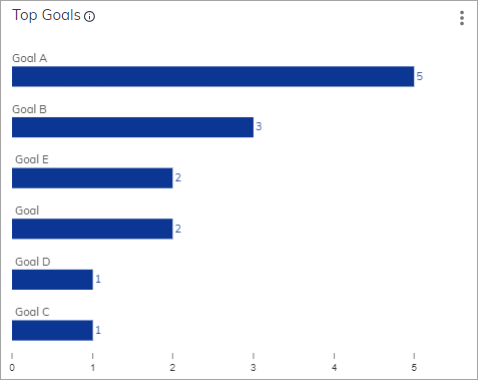 Top Goals
Goal A
5
Goal B
3
Goal E
2
Goal
2
Goal D
1
Goal C
1
0 1 2 3 4 5